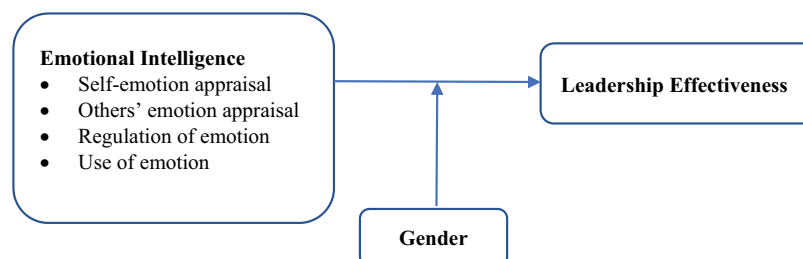 Emotional Intelligence
• Self-emotion appraisal
• Others’ emotion appraisal
• Regulation of emotion
• Use of emotion
Leadership Effectiveness
Gender